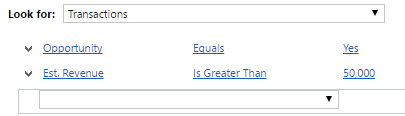 Look for: Transactions
Opportunity Equals Yes
Est. Revenue Is Greater Than 50,000